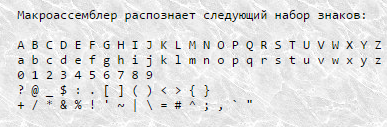 Макроассемблер распознает следующий набор знаков:
A B C D E F G H I J K L M N O P Q R S T U V W X Y Z
a b c d e f g h i j k l m n o p q r s t u v w x y z
0 1 2 3 4 5 6 7 8 9
? @ _ $ : . [ ] ( ) < > { }
+ / * & % ! ' ~ | \ = # ^ ; , ` "